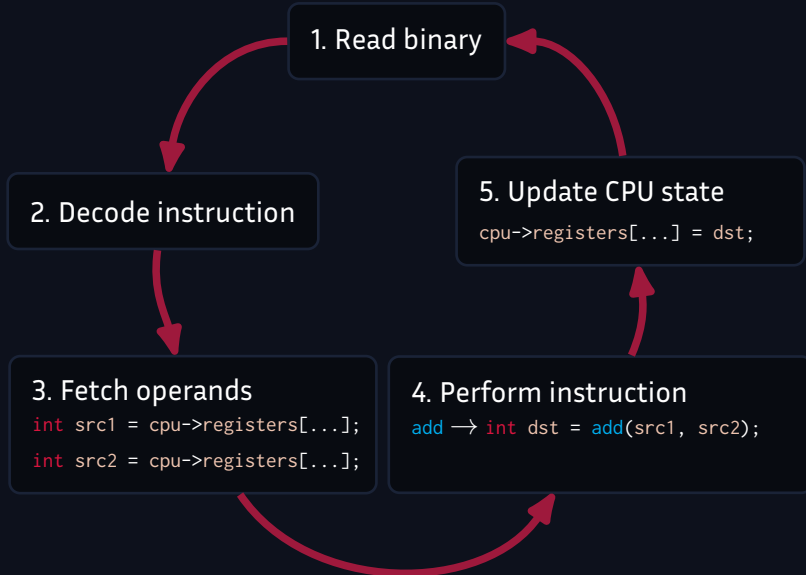 1. Read binary
2. Decode instruction
3. Fetch operands
int src1 = cpu->registers[...];
int src2 = cpu->registers[...];
4. Perform instruction
add → int dst = add(src1, src2);
5. Update CPU state
cpu->registers[...] = dst;